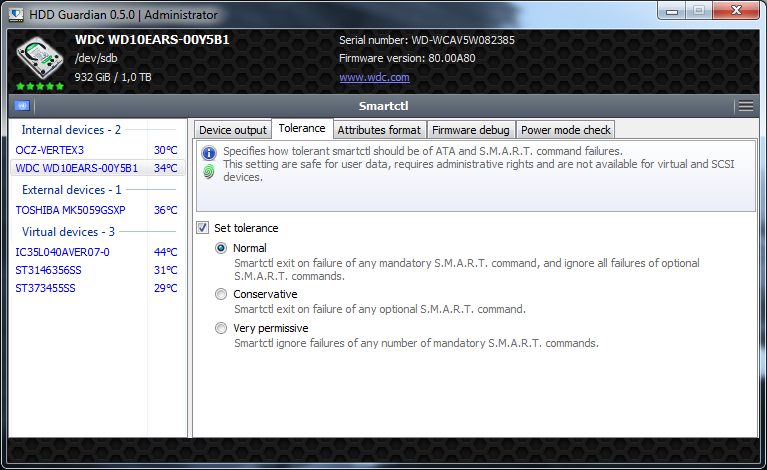 HDD Guardian 0.5.0 | Administrator
WDC WD10EARS-00Y5B1
/dev/sdb
932 GiB / 1,0 TB
Serial number: WD-WCAV5W082385
Firmware version: 80.00A80
www.wdc.com
Smartctl
Internal devices - 2
OCZ-VERTEX3 30°C
WDC WD10EARS-00Y5B1 34°C
External devices - 1
TOSHIBA MK5059GSXP 36°C
Virtual devices - 3
IC35L040AVER07-0 44°C
ST3146356SS 31°C
ST373455SS 29°C
Device output Tolerance Attributes format Firmware debug Power mode check
Specifies how tolerant smartctl should be of ATA and S.M.A.R.T. command failures.
This setting are safe for user data, requires administrative rights and are not available for virtual and SCSI
devices.
Set tolerance
Normal
Smartctl exit on failure of any mandatory S.M.A.R.T. command, and ignore all failures of optional
S.M.A.R.T. commands.
Conservative
Smartctl exit on failure of any optional S.M.A.R.T. command.
Very permissive
Smartctl ignore failures of any number of mandatory S.M.A.R.T. commands.